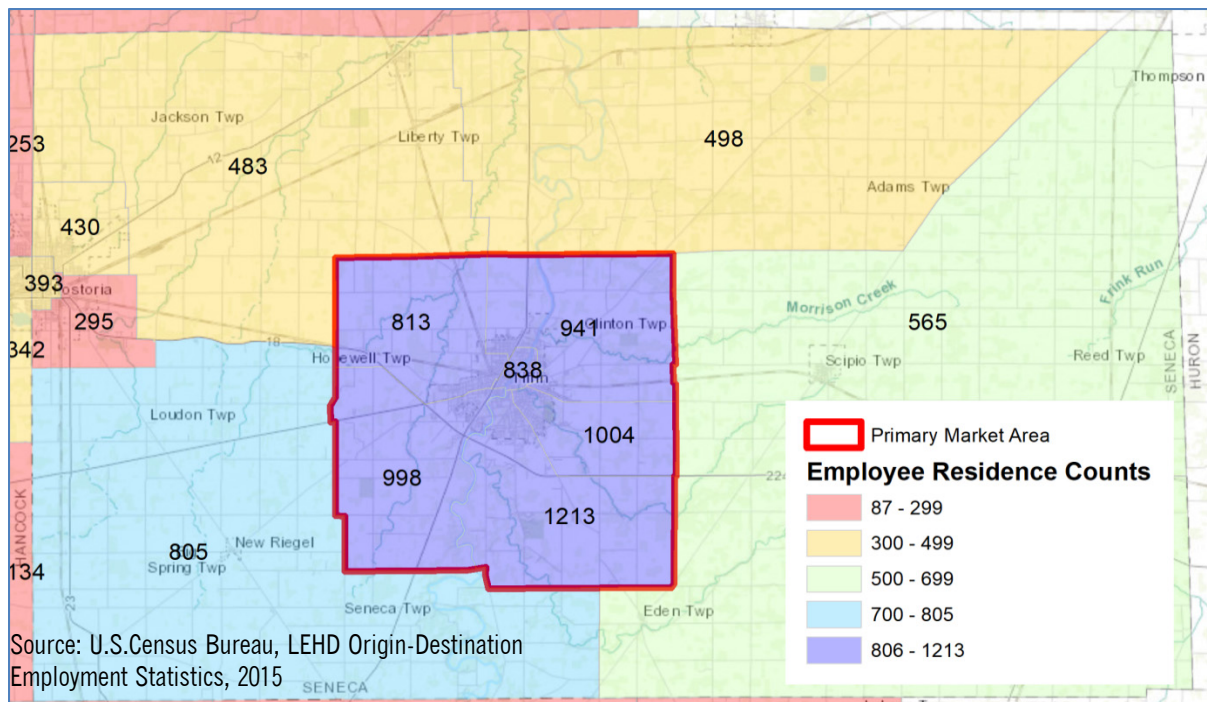 Thompson
Jackson Twp
12
Liberty Twp
253
483
498
Adams Twp
430
393
Fostoria
295
342
18
813
941
Clinton Twp
Morrison Creek
Frink Run
565
Hopewell Twp
838
Tiffin
Scipio Twp
Reed Twp
SENECA
HURON
Loudon Twp
1004
998
224
1213
HANCOCK
805
New Riegel
Spring Twp
134
23
Seneca Twp
Eden Twp
SENECA
Primary Market Area
Employee Residence Counts
87 - 299
300 - 499
500 - 699
700 - 805
806 - 1213
Source: U.S.Census Bureau, LEHD Origin-Destination
Employment Statistics, 2015